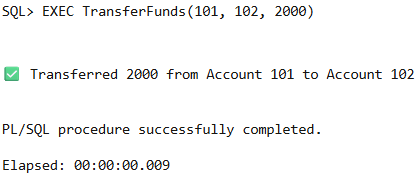 SQL> EXEC TransferFunds(101, 102, 2000)
✅ Transferred 2000 from Account 101 to Account 102
PL/SQL procedure successfully completed.
Elapsed: 00:00:00.009